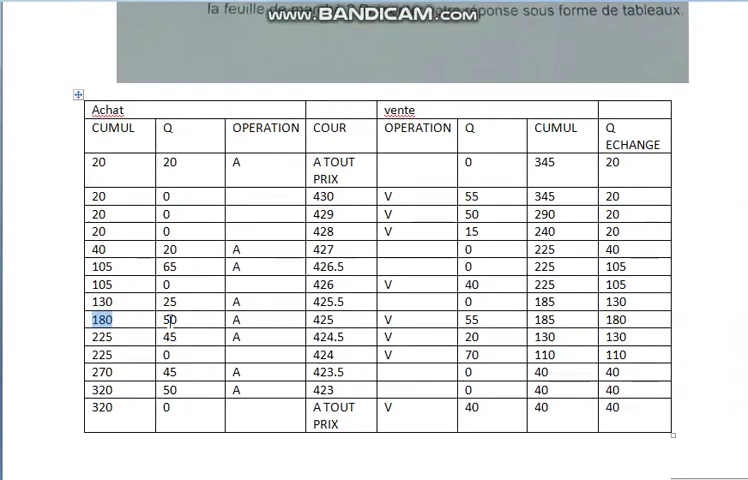 la feuille de
réponse sous forme de tableaux.
www.BANDICAM.com
Achat vente
CUMUL Q OPERATION COUR OPERATION Q CUMUL Q ECHANGE
20 20 A A TOUT PRIX 0 345 20
20 0 430 V 55 345 20
20 0 429 V 50 290 20
20 0 428 V 15 240 20
40 20 A 427 0 225 40
105 65 A 426.5 0 225 105
105 0 426 V 40 225 105
130 25 A 425.5 0 185 130
180 50 A 425 V 55 185 180
225 45 A 424.5 V 20 130 130
225 0 424 V 70 110 110
270 45 A 423.5 0 40 40
320 50 A 423 0 40 40
320 0 A TOUT PRIX V 40 40 40